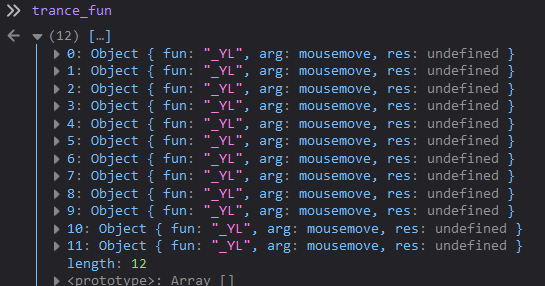 trance_fun
(12) […]
0: Object { fun: "_YL", arg: mousemove, res: undefined }
1: Object { fun: "_YL", arg: mousemove, res: undefined }
2: Object { fun: "_YL", arg: mousemove, res: undefined }
3: Object { fun: "_YL", arg: mousemove, res: undefined }
4: Object { fun: "_YL", arg: mousemove, res: undefined }
5: Object { fun: "_YL", arg: mousemove, res: undefined }
6: Object { fun: "_YL", arg: mousemove, res: undefined }
7: Object { fun: "_YL", arg: mousemove, res: undefined }
8: Object { fun: "_YL", arg: mousemove, res: undefined }
9: Object { fun: "_YL", arg: mousemove, res: undefined }
10: Object { fun: "_YL", arg: mousemove, res: undefined }
11: Object { fun: "_YL", arg: mousemove, res: undefined }
length: 12
<prototype>: Array []